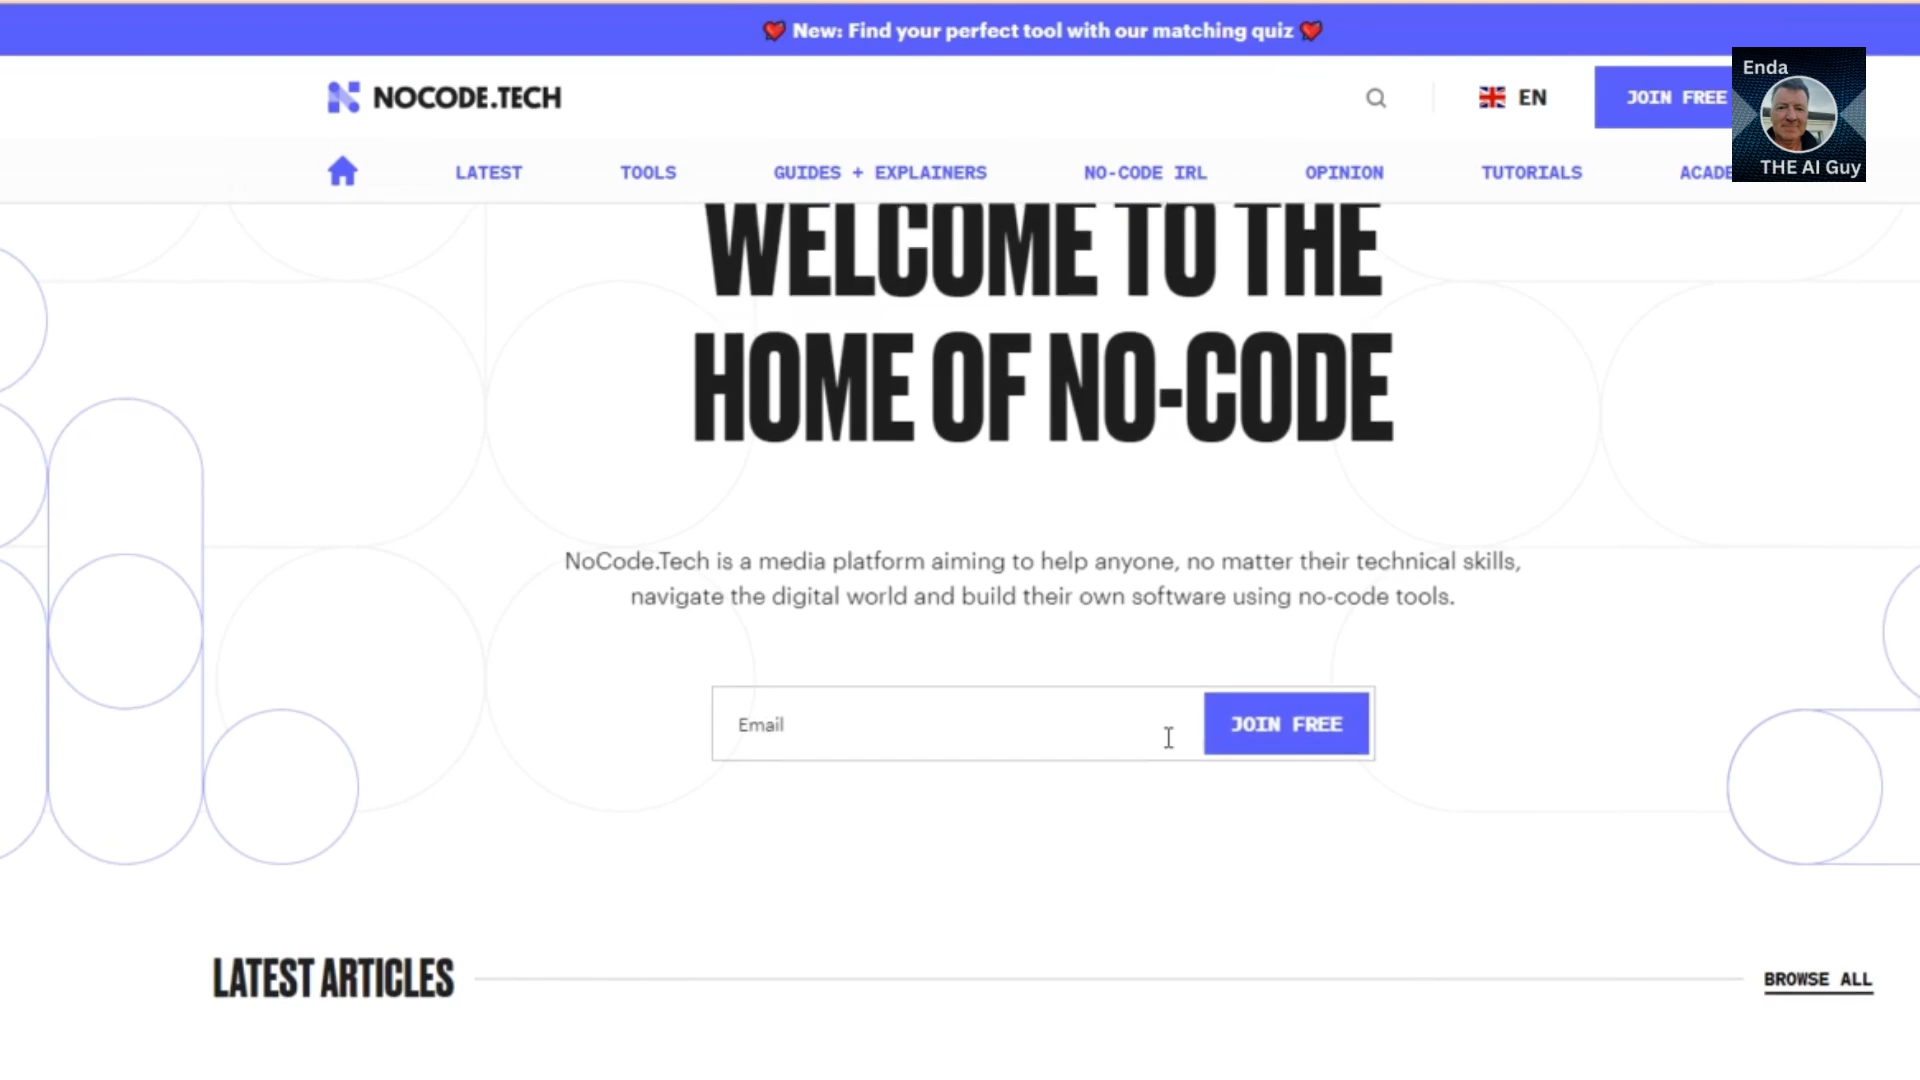 New: Find your perfect tool with our matching quiz
NOCODE.TECH
EN
JOIN FREE
Enda
THE AI Guy
LATEST
TOOLS
GUIDES + EXPLAINERS
NO-CODE IRL
OPINION
TUTORIALS
ACADE
WELCOME TO THE
HOME OF NO-CODE
NoCode.Tech is a media platform aiming to help anyone, no matter their technical skills,
navigate the digital world and build their own software using no-code tools.
Email
JOIN FREE
LATEST ARTICLES
BROWSE ALL